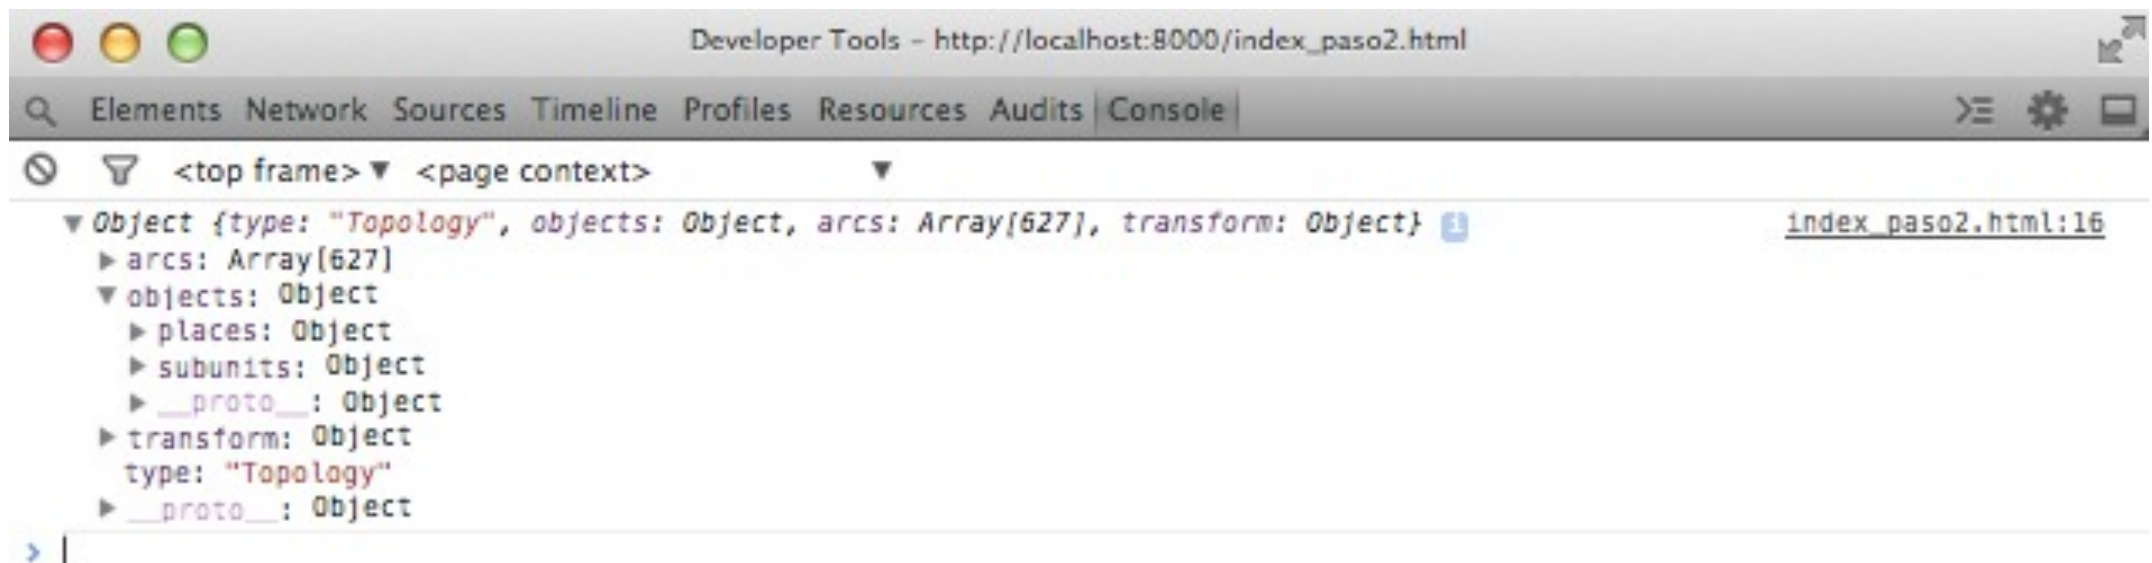 Developer Tools - http://localhost:8000/index_paso2.html
Elements Network Sources Timeline Profiles Resources Audits Console
<top frame> ▼ <page context> ▼
▼ Object {type: "Topology", objects: Object, arcs: Array[627], transform: Object} i index_paso2.html:16
▶ arcs: Array[627]
▼ objects: Object
▶ places: Object
▶ subunits: Object
▶ __proto__: Object
▶ transform: Object
type: "Topology"
▶ __proto__: Object
>